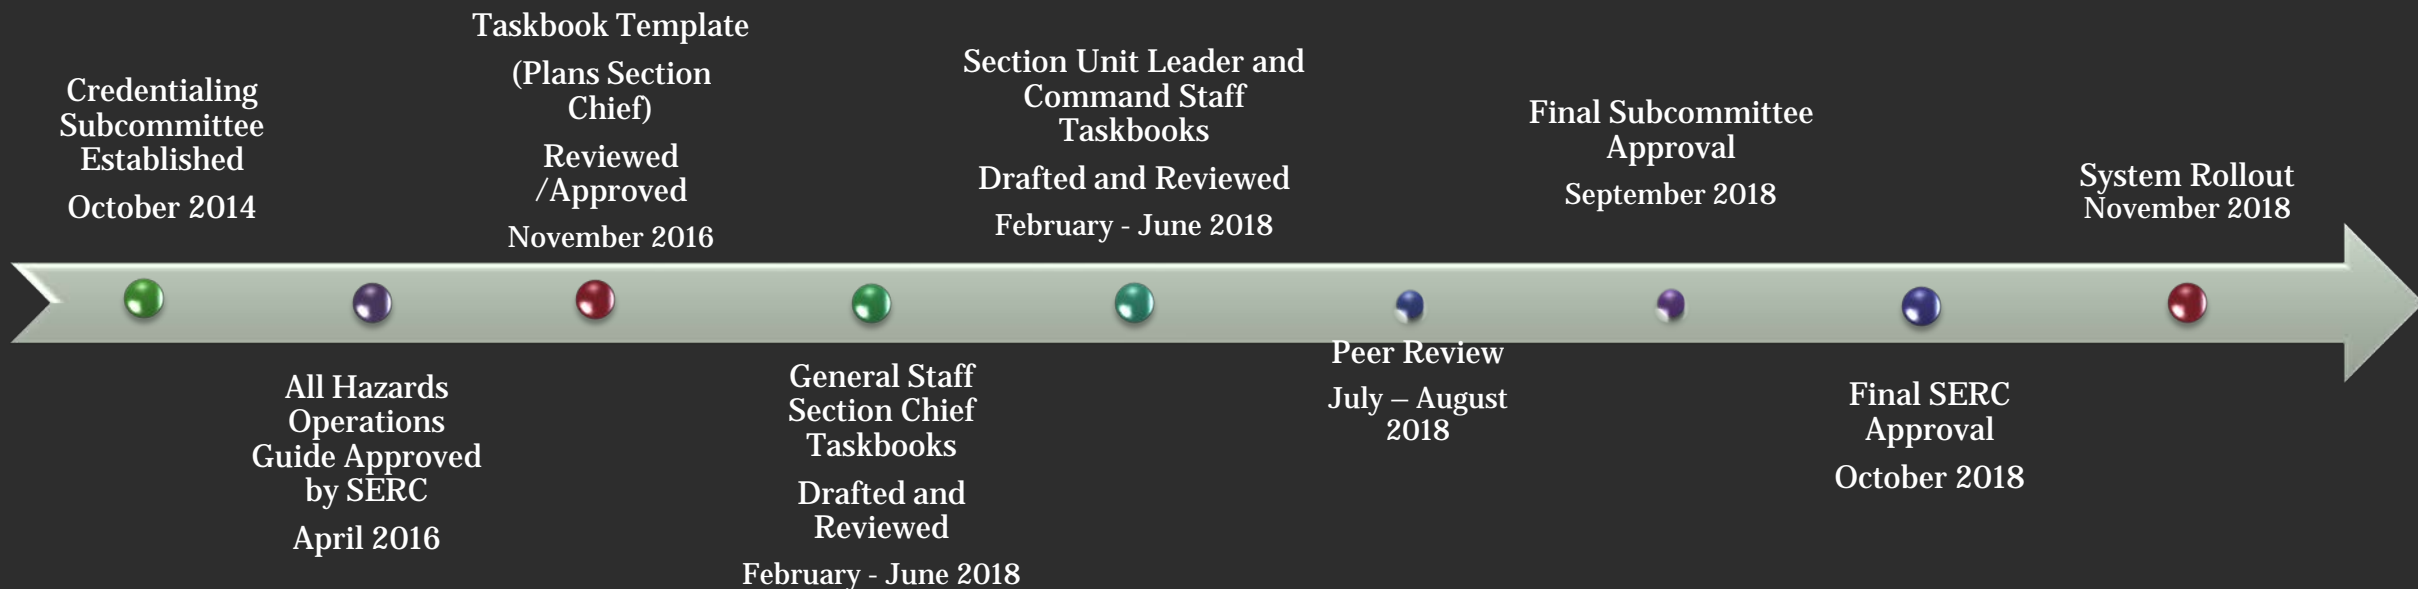 Credentialing
Subcommittee
Established
October 2014
All Hazards
Operations
Guide Approved
by SERC
April 2016
Taskbook Template
(Plans Section
Chief)
Reviewed
/Approved
November 2016
General Staff
Section Chief
Taskbooks
Drafted and
Reviewed
February - June 2018
Section Unit Leader and
Command Staff
Taskbooks
Drafted and Reviewed
February - June 2018
Peer Review
July – August
2018
Final Subcommittee
Approval
September 2018
Final SERC
Approval
October 2018
System Rollout
November 2018